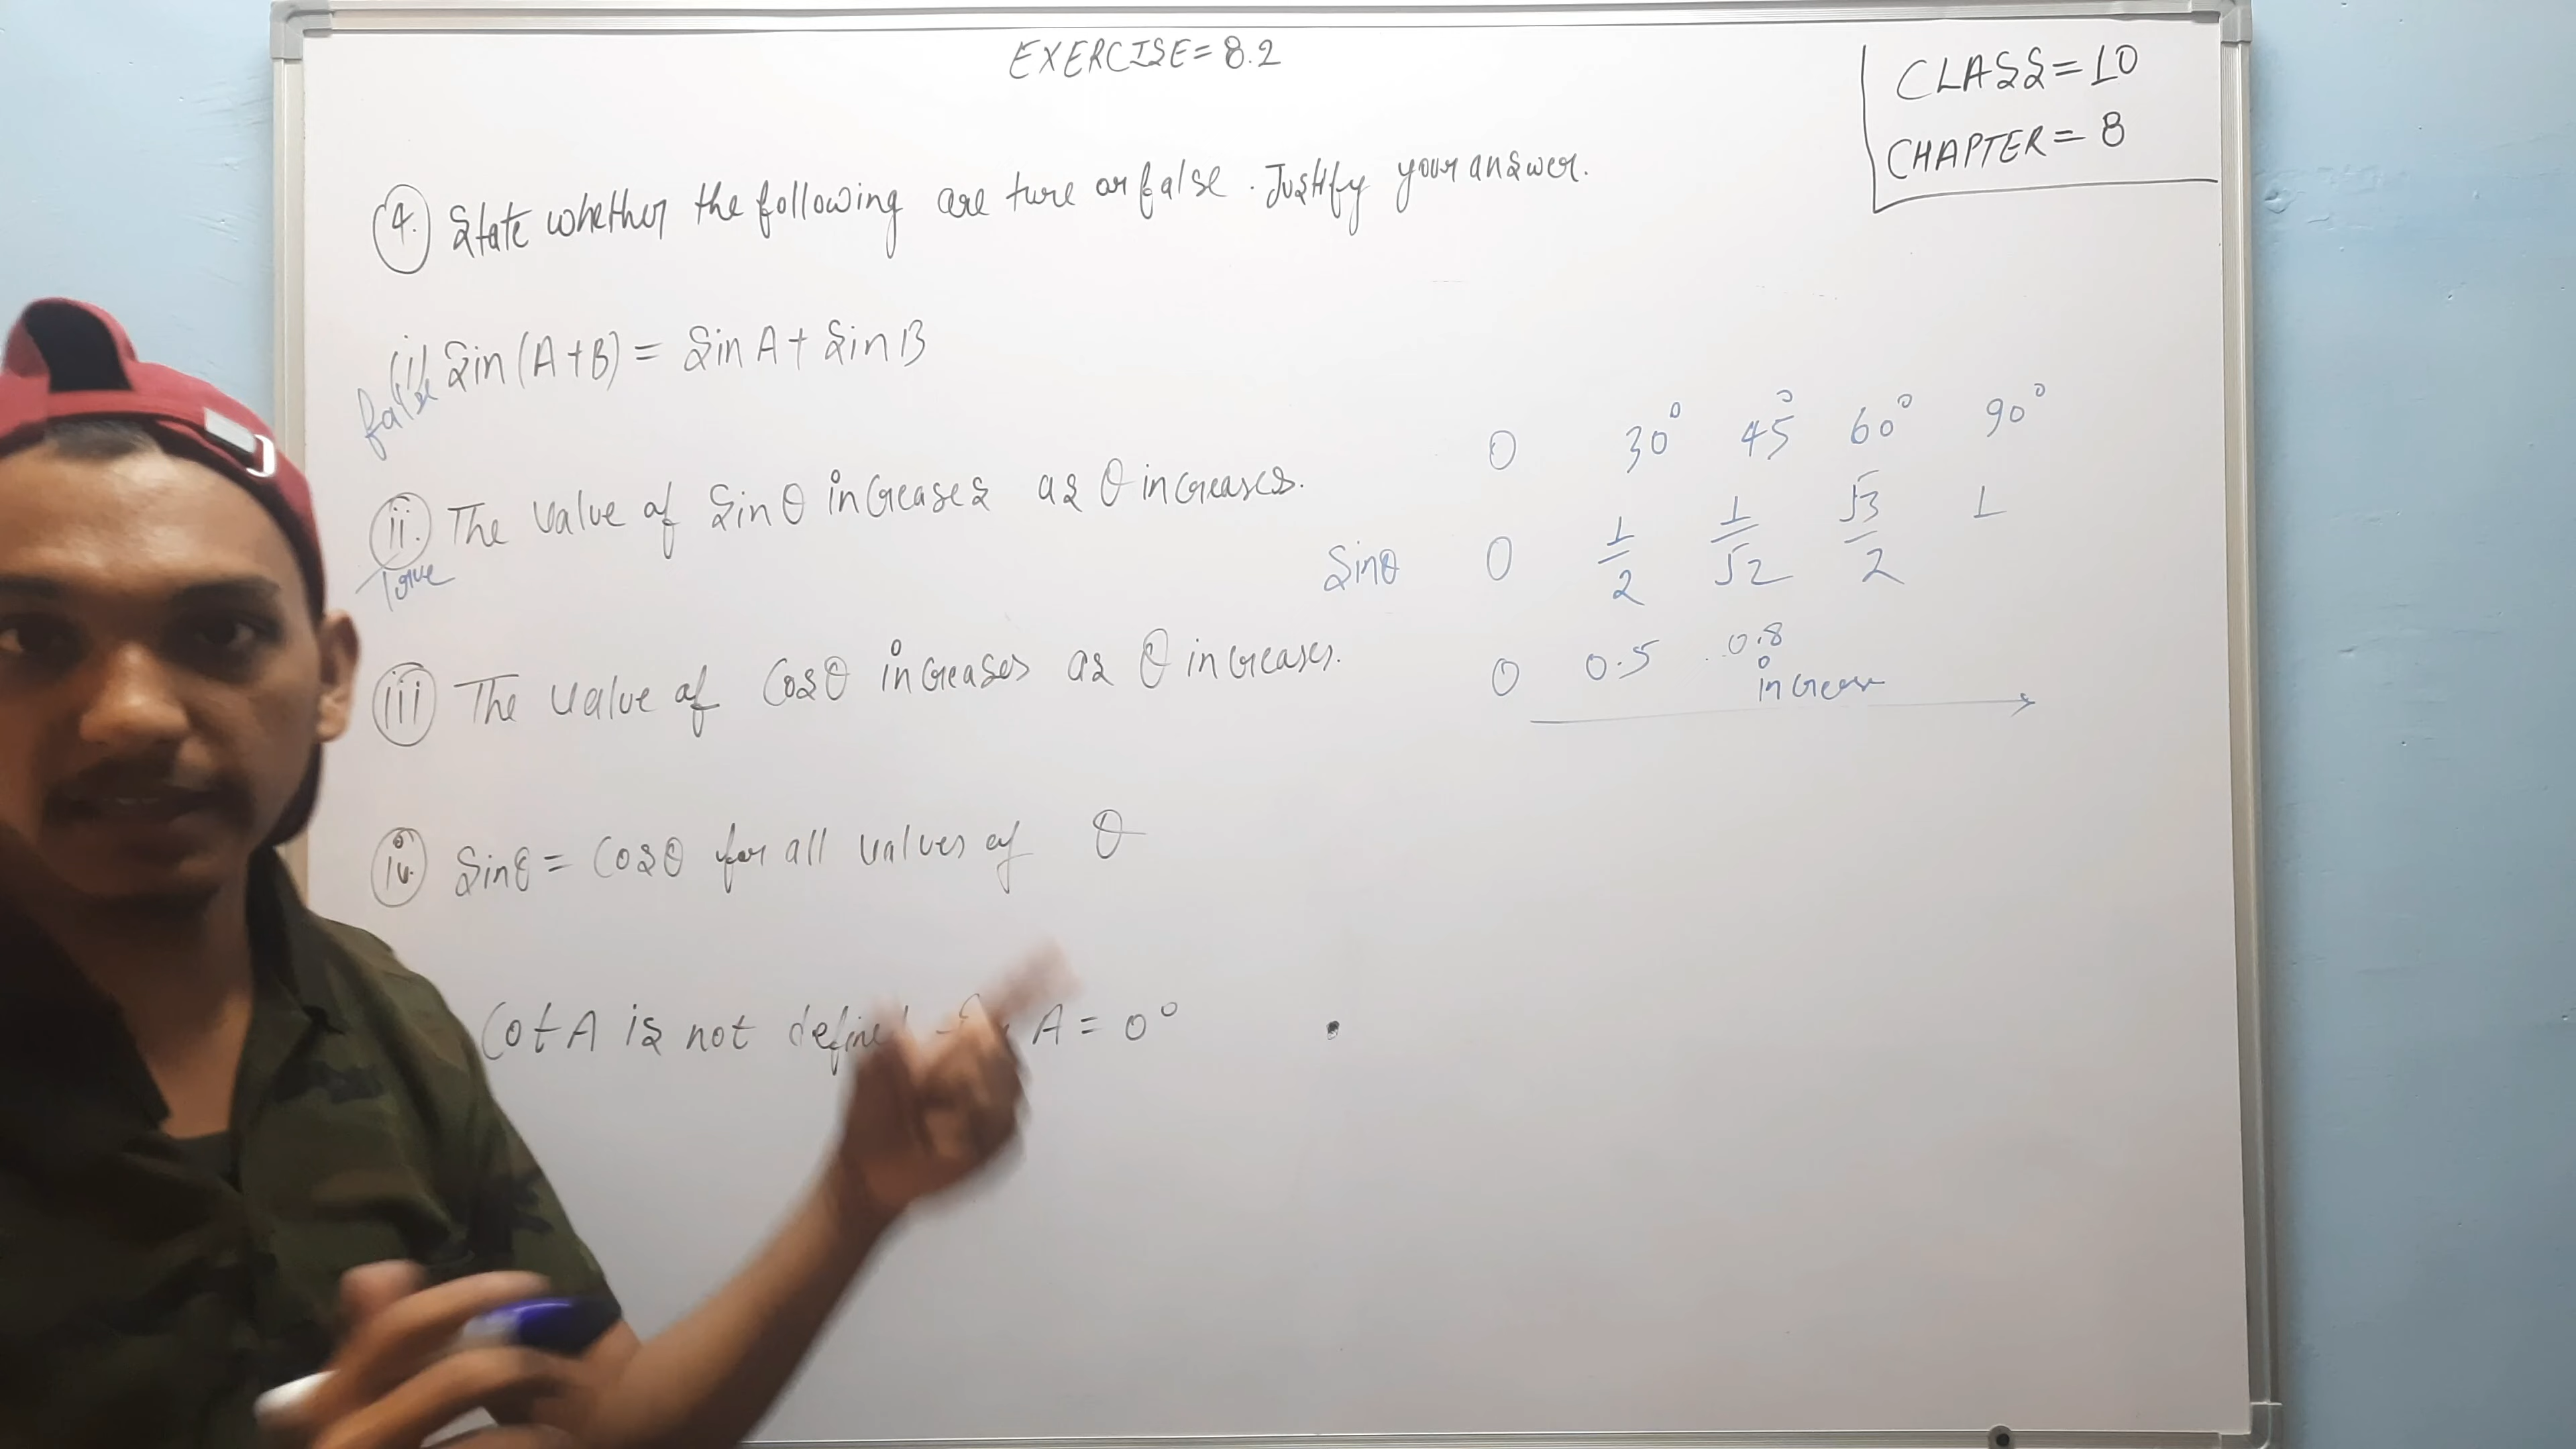 EXERCISE = 8.2
CLASS = 10
CHAPTER = 8
4. State whether the following are ture or false. Justify your answer.
(i) Sin (A+B) = Sin A + Sin B
false
ii. The value of Sin θ increases as θ increases.
True
0 30° 45° 60° 90°
Sinθ 0 1/2 1/√2 √3/2 1
0 0.5 0.8
increase
iii The value of Cosθ increases as θ increases.
iv. Sinθ = Cosθ for all values of θ
Cot A is not define A = 0°